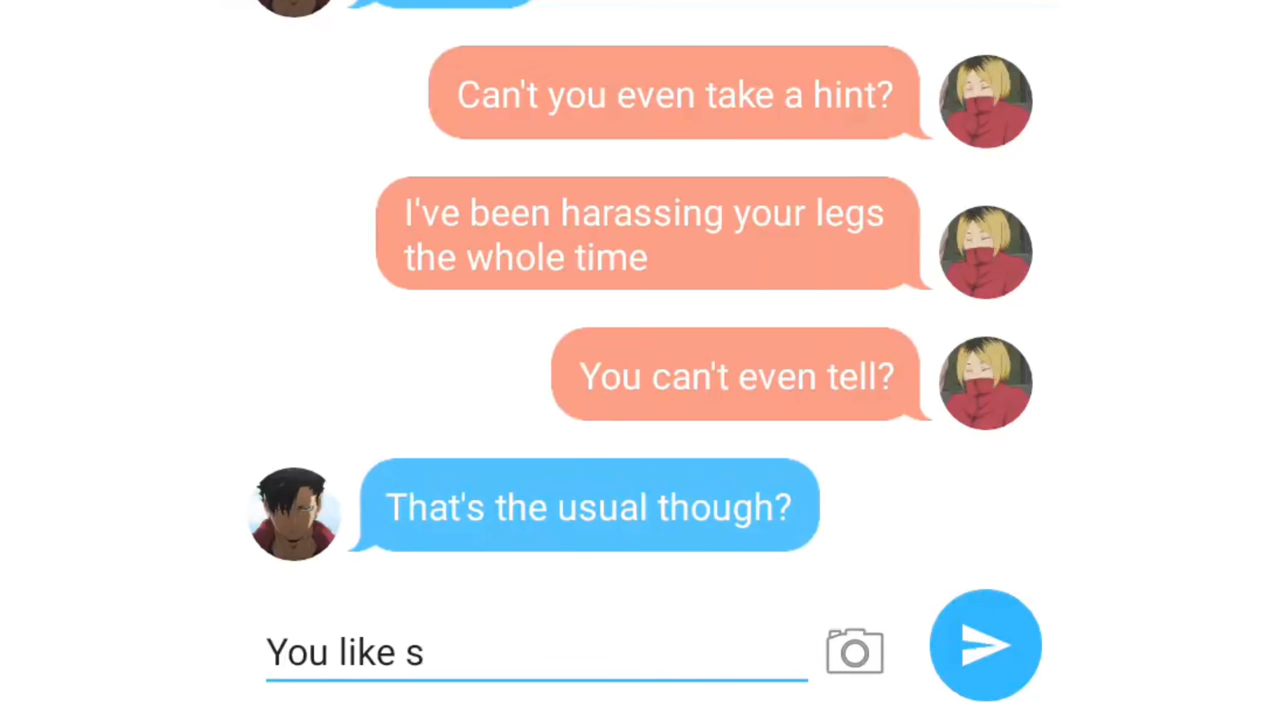 Can't you even take a hint?
I've been harassing your legs
the whole time
You can't even tell?
That's the usual though?
You like s